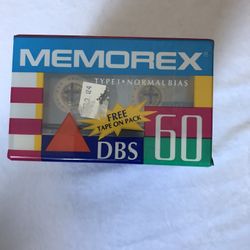 MEMOREX
TYPE I • NORMAL BIAS
FREE
TAPE ON PACK
DBS
60